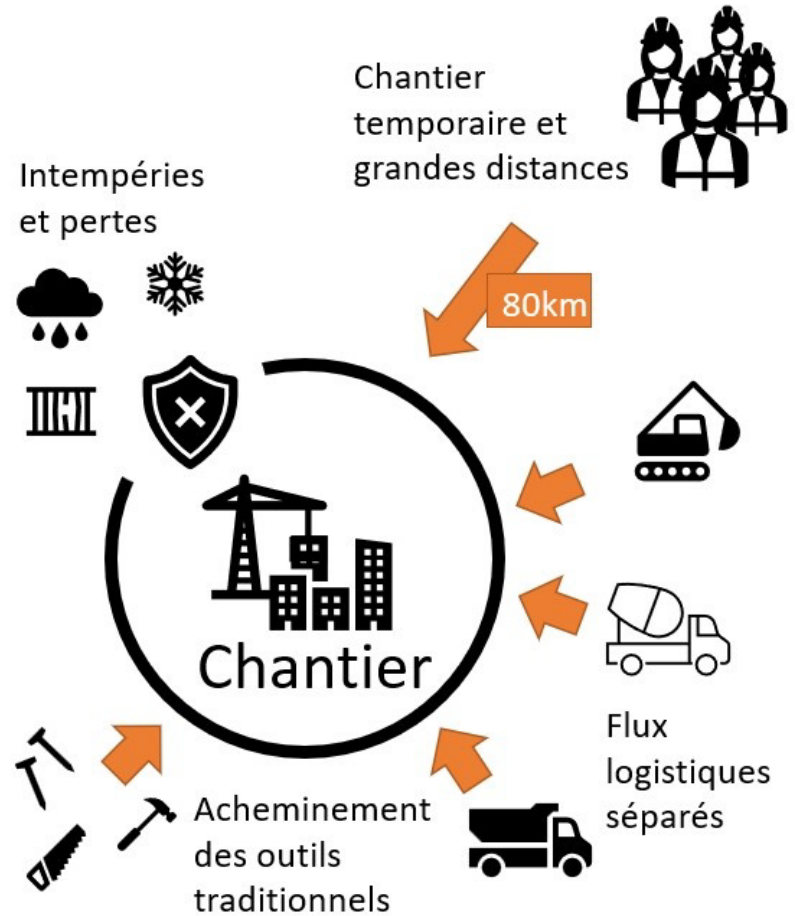 Chantier
temporaire et
grandes distances
Intempéries
et pertes
80km
Chantier
Flux
logistiques
séparés
Acheminement
des outils
traditionnels